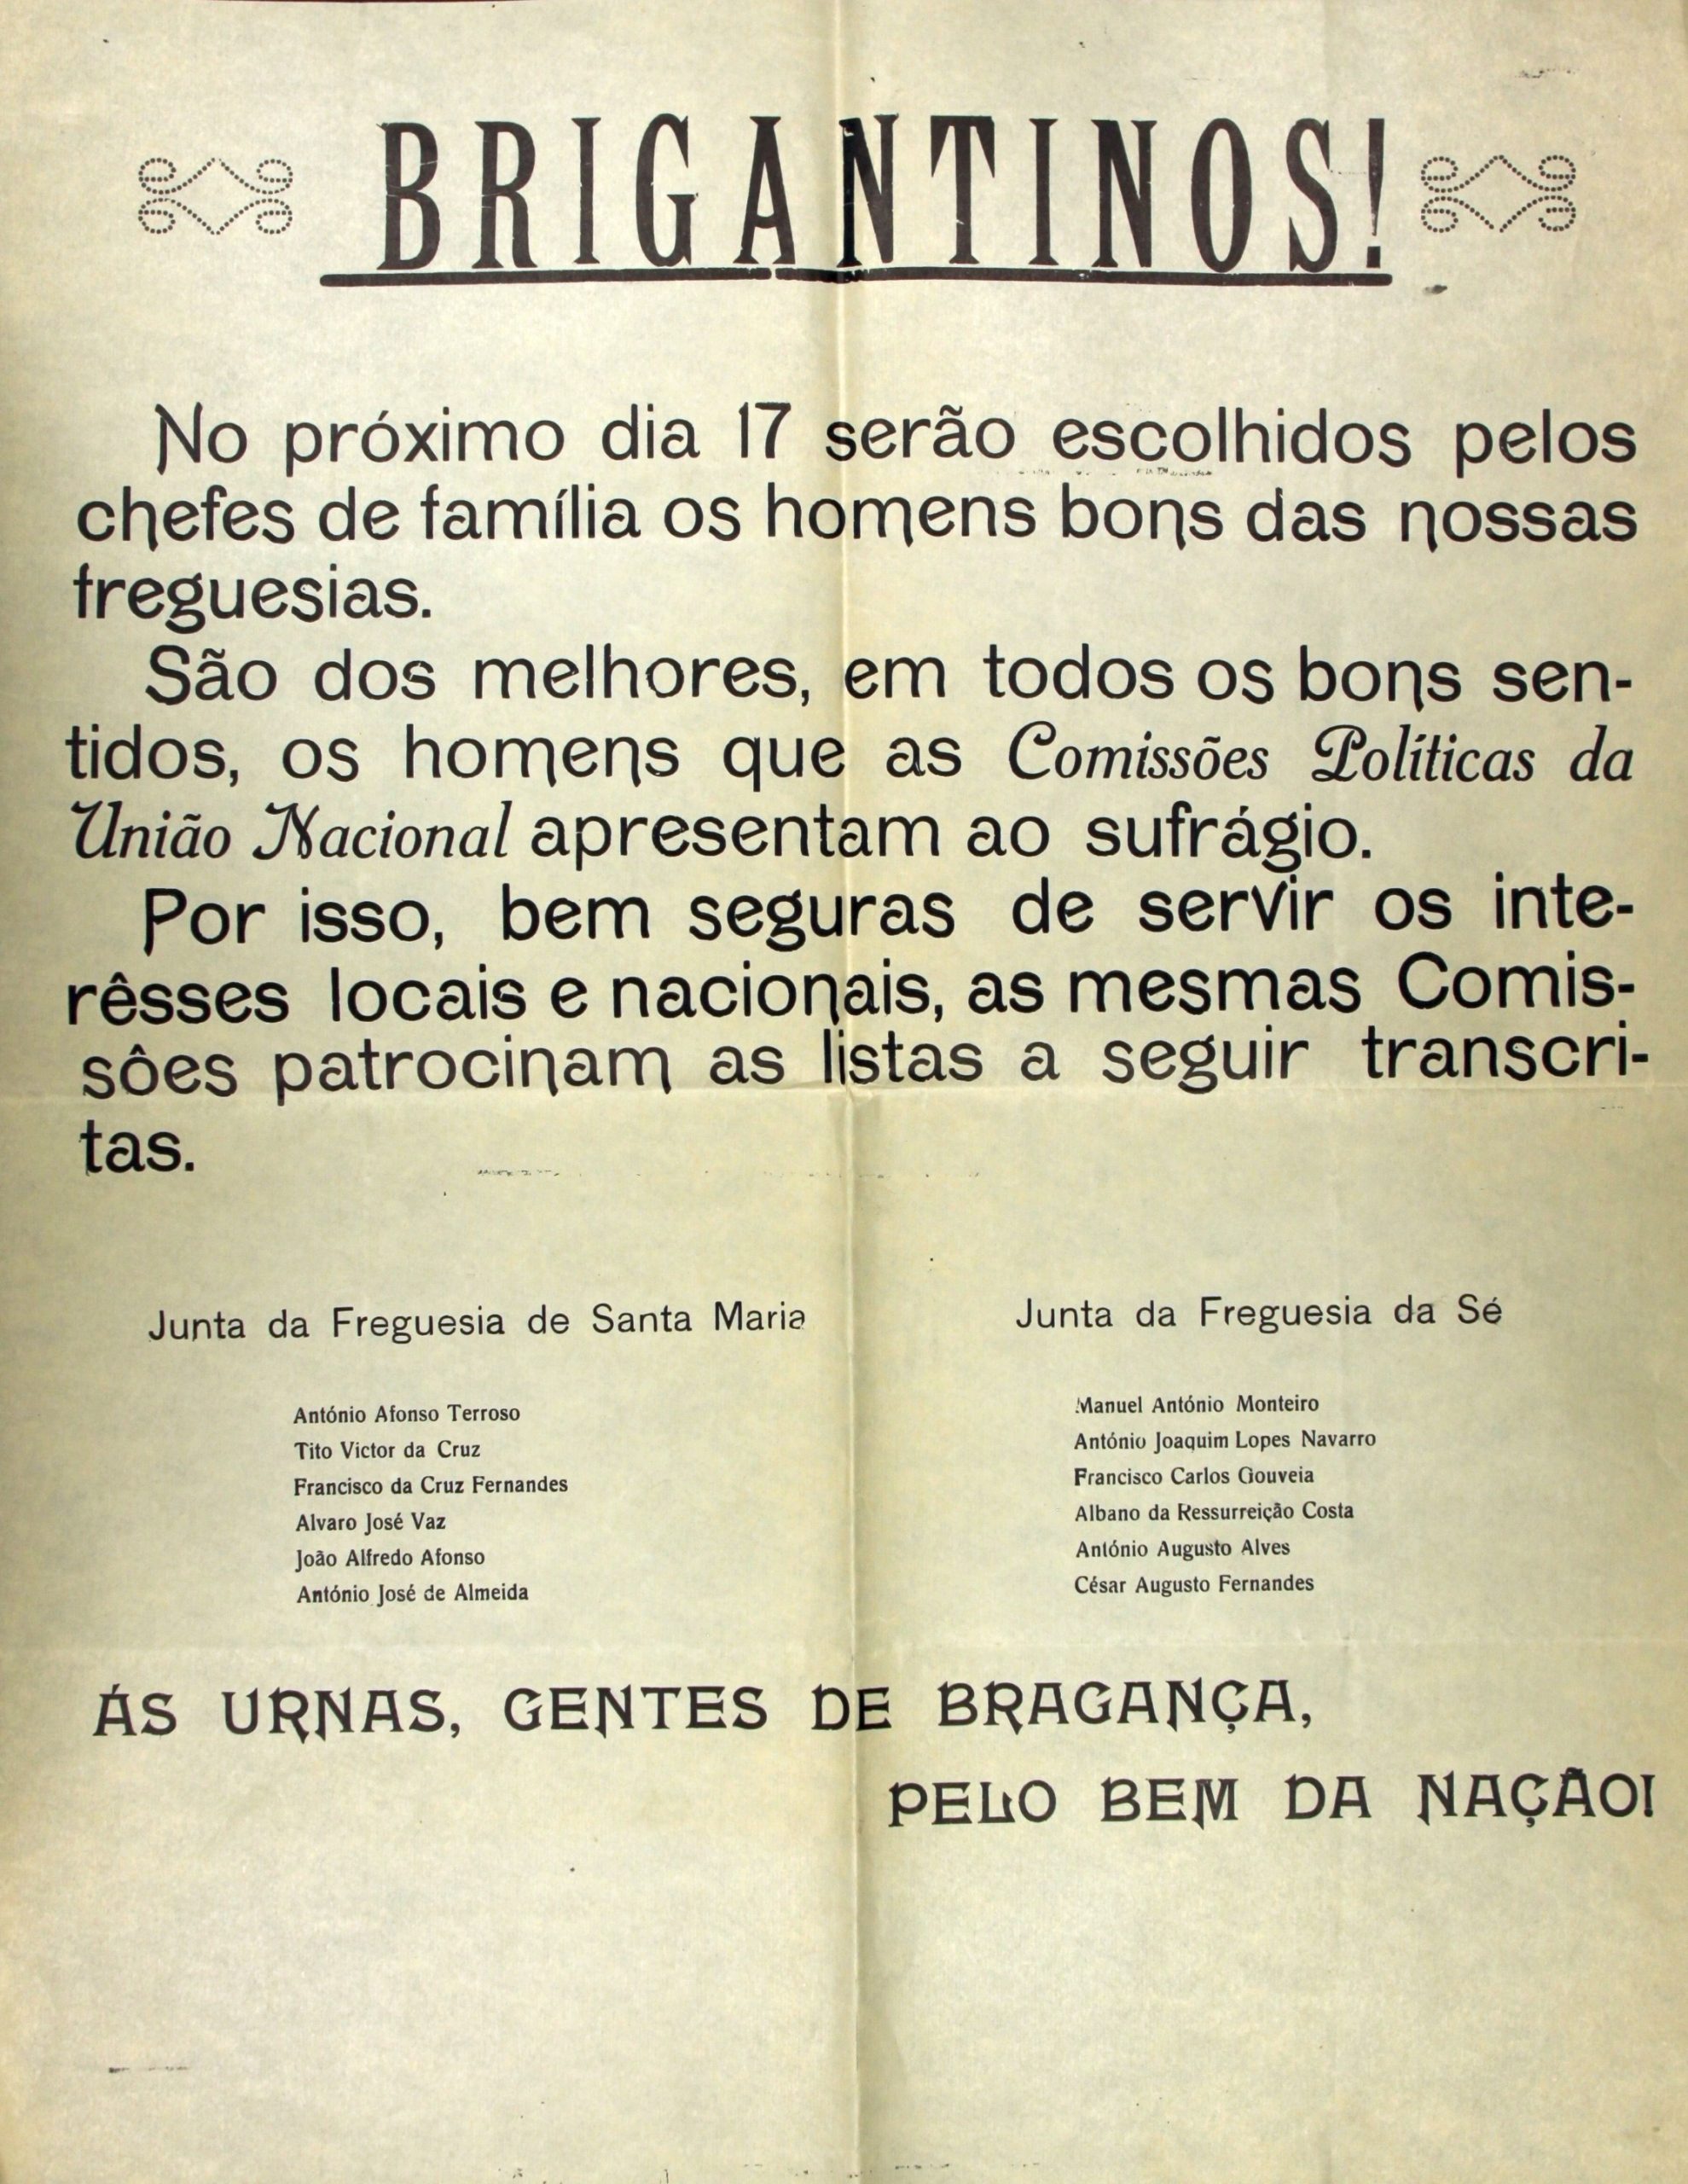 BRIGANTINOS!
No próximo dia 17 serão escolhidos pelos
chefes de família os homens bons das nossas
freguesias.
São dos melhores, em todos os bons sen-
tidos, os homens que as Comissões Políticas da
União Nacional apresentam ao sufrágio.
Por isso, bem seguras de servir os inte-
rêsses locais e nacionais, as mesmas Comis-
sôes patrocinam as listas a seguir transcri-
tas.
Junta da Freguesia de Santa Maria
António Afonso Terroso
Tito Victor da Cruz
Francisco da Cruz Fernandes
Alvaro José Vaz
João Alfredo Afonso
António José de Almeida
Junta da Freguesia da Sé
Manuel António Monteiro
António Joaquim Lopes Navarro
Francisco Carlos Gouveia
Albano da Ressurreição Costa
António Augusto Alves
César Augusto Fernandes
ÁS URNAS, GENTES DE BRAGANÇA,
PELO BEM DA NAÇÃO!